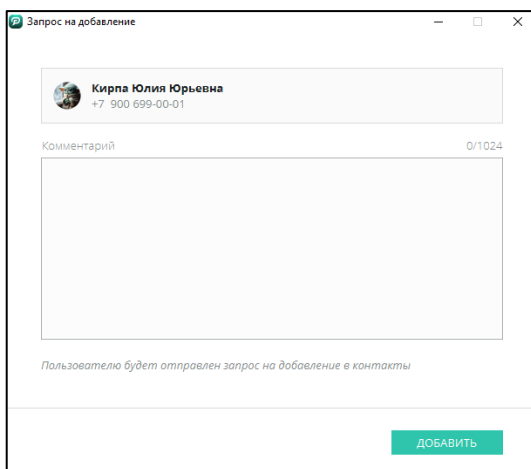 Запрос на добавление
Кирпа Юлия Юрьевна
+7 900 699-00-01
Комментарий 0/1024
Пользователю будет отправлен запрос на добавление в контакты
ДОБАВИТЬ